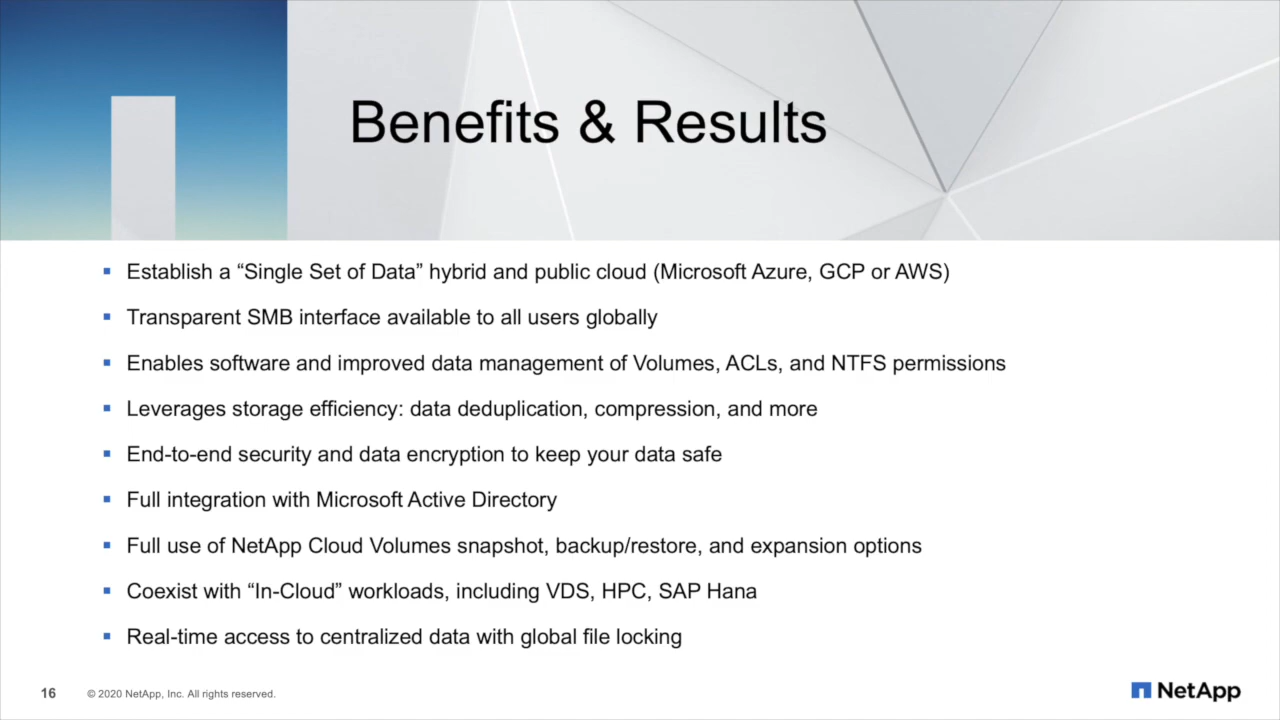 Benefits & Results
▪ Establish a “Single Set of Data” hybrid and public cloud (Microsoft Azure, GCP or AWS)
▪ Transparent SMB interface available to all users globally
▪ Enables software and improved data management of Volumes, ACLs, and NTFS permissions
▪ Leverages storage efficiency: data deduplication, compression, and more
▪ End-to-end security and data encryption to keep your data safe
▪ Full integration with Microsoft Active Directory
▪ Full use of NetApp Cloud Volumes snapshot, backup/restore, and expansion options
▪ Coexist with “In-Cloud” workloads, including VDS, HPC, SAP Hana
▪ Real-time access to centralized data with global file locking
16 © 2020 NetApp, Inc. All rights reserved.
NetApp